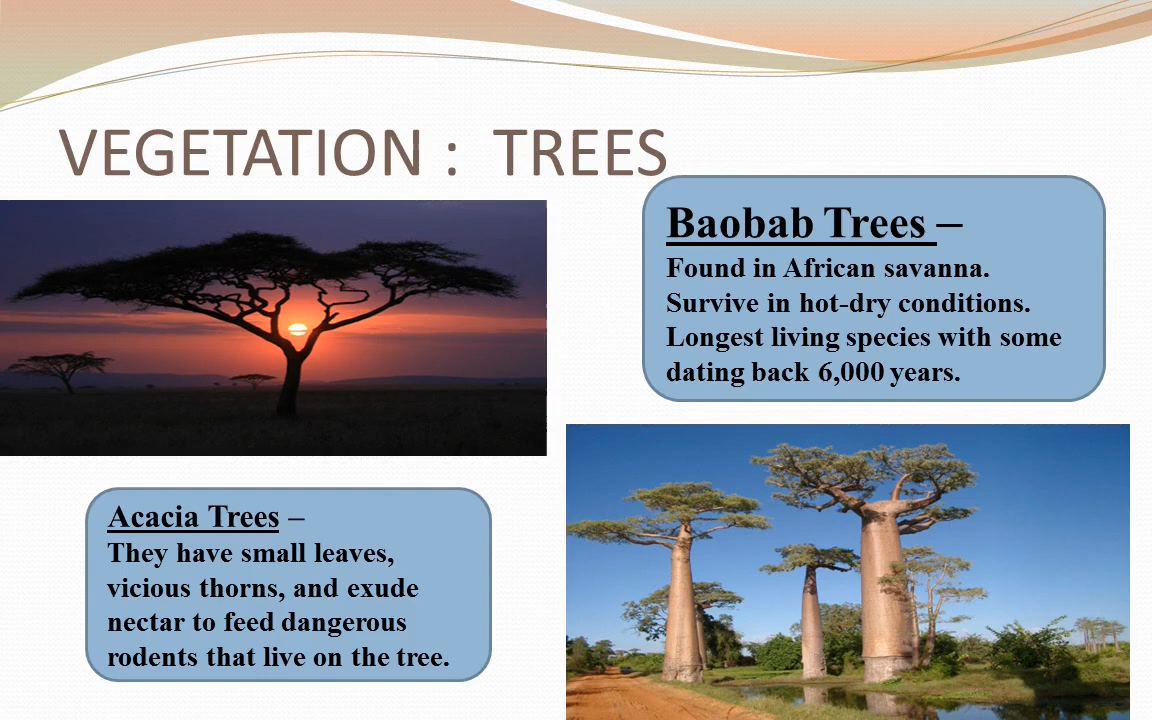 VEGETATION : TREES
Baobab Trees –
Found in African savanna.
Survive in hot-dry conditions.
Longest living species with some
dating back 6,000 years.
Acacia Trees –
They have small leaves,
vicious thorns, and exude
nectar to feed dangerous
rodents that live on the tree.